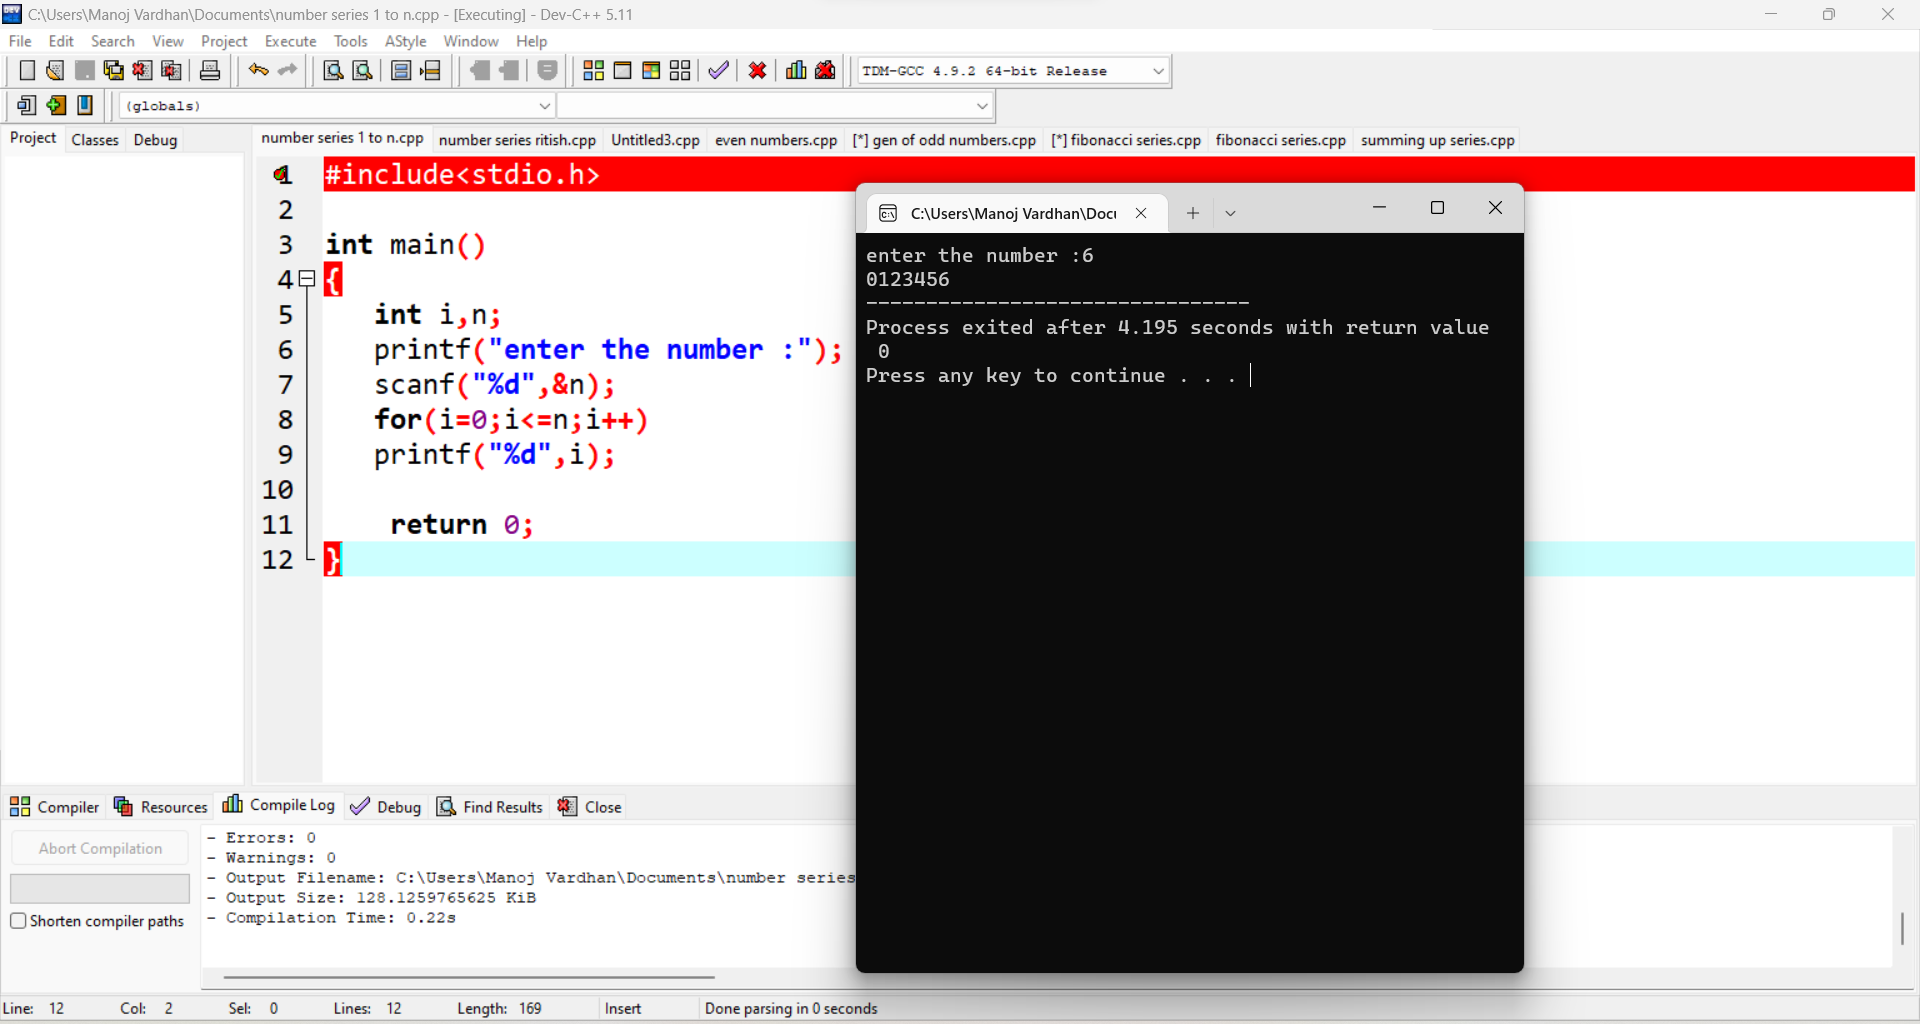 C:\Users\Manoj Vardhan\Documents\number series 1 to n.cpp - [Executing] - Dev-C++ 5.11
File Edit Search View Project Execute Tools AStyle Window Help
TDM-GCC 4.9.2 64-bit Release
(globals)
Project Classes Debug
number series 1 to n.cpp number series ritish.cpp Untitled3.cpp even numbers.cpp [*] gen of odd numbers.cpp [*] fibonacci series.cpp fibonacci series.cpp summing up series.cpp
1 #include<stdio.h>
2
3 int main()
4 {
5 int i,n;
6 printf("enter the number :");
7 scanf("%d",&n);
8 for(i=0;i<=n;i++)
9 printf("%d",i);
10
11 return 0;
12 }
C:\Users\Manoj Vardhan\Docu
enter the number :6
0123456
--------------------------------
Process exited after 4.195 seconds with return value
0
Press any key to continue . . .
Compiler Resources Compile Log Debug Find Results Close
Abort Compilation
Shorten compiler paths
- Errors: 0
- Warnings: 0
- Output Filename: C:\Users\Manoj Vardhan\Documents\number series
- Output Size: 128.1259765625 KiB
- Compilation Time: 0.22s
Line: 12 Col: 2 Sel: 0 Lines: 12 Length: 169 Insert Done parsing in 0 seconds